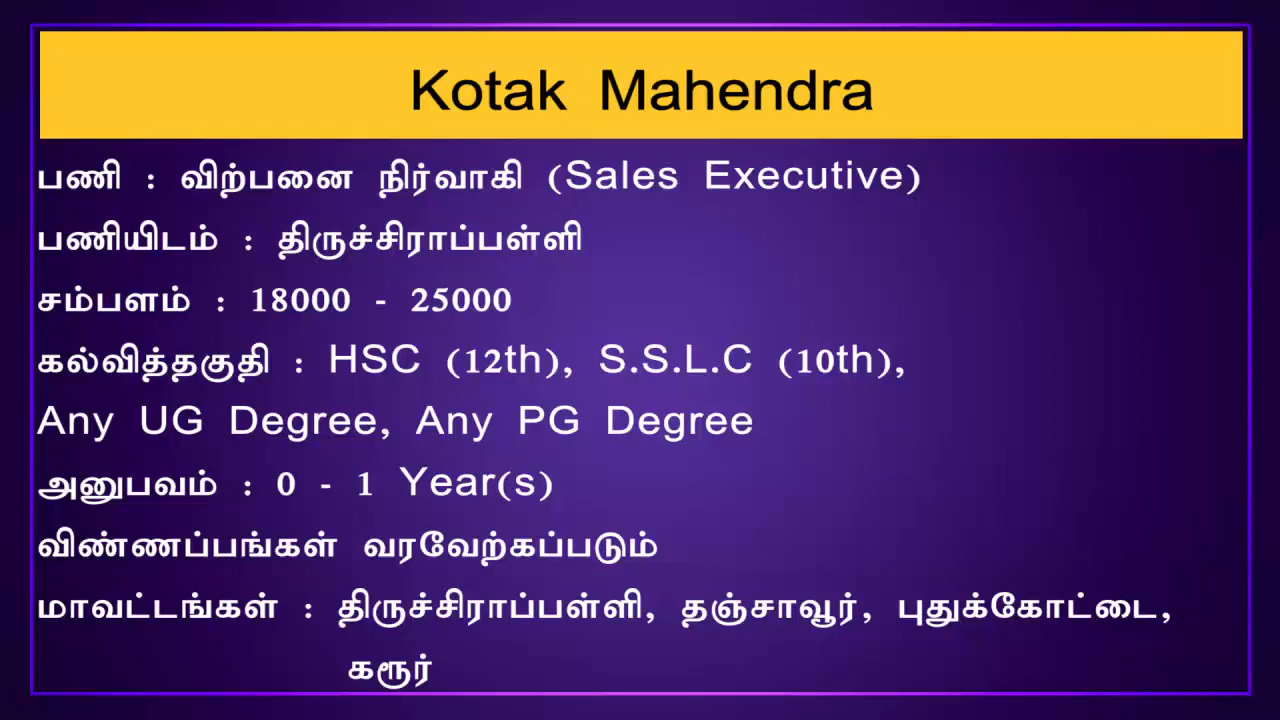 Kotak Mahendra
பணி : விற்பனை நிர்வாகி (Sales Executive)
பணியிடம் : திருச்சிராப்பள்ளி
சம்பளம் : 18000 - 25000
கல்வித்தகுதி : HSC (12th), S.S.L.C (10th),
Any UG Degree, Any PG Degree
அனுபவம் : 0 - 1 Year(s)
விண்ணப்பங்கள் வரவேற்கப்படும்
மாவட்டங்கள் : திருச்சிராப்பள்ளி, தஞ்சாவூர், புதுக்கோட்டை,
கரூர்